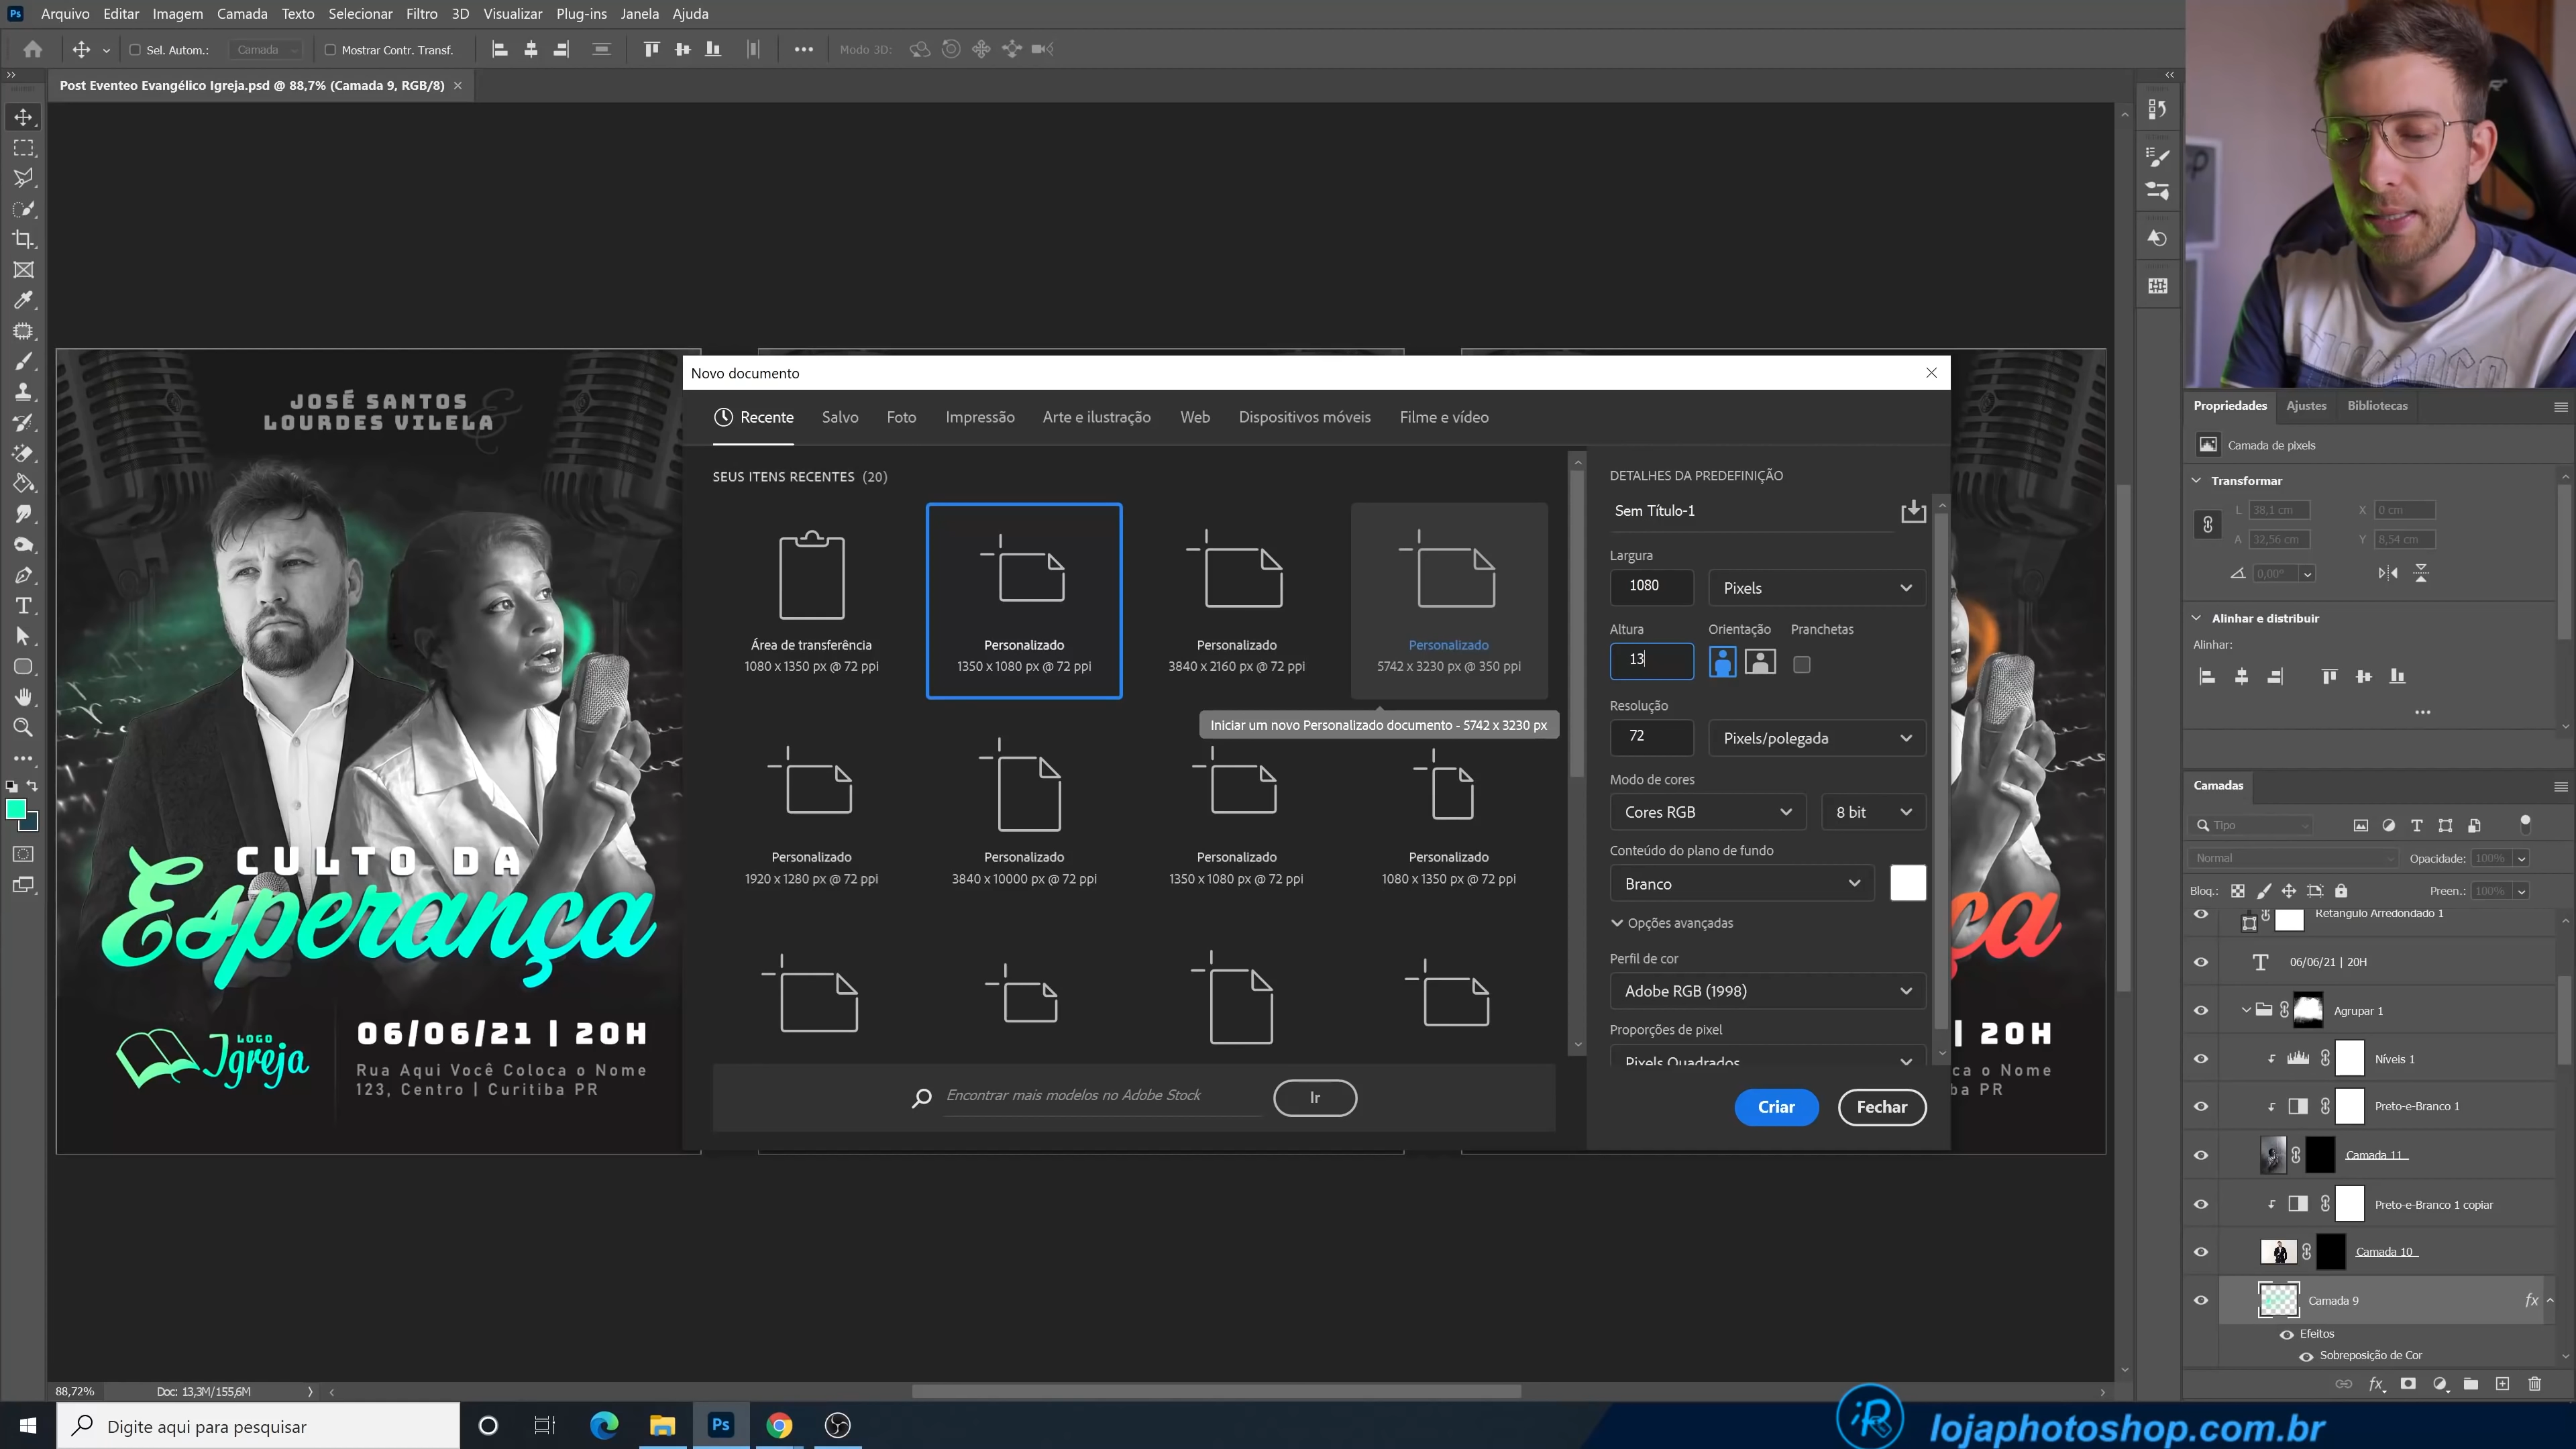 Ps Arquivo Editar Imagem Camada Texto Selecionar Filtro 3D Visualizar Plug-ins Janela Ajuda
Sel. Autom.: Camada Mostrar Contr. Transf. Modo 3D:
Post Eventeo Evangélico Igreja.psd @ 88,7% (Camada 9, RGB/8)
JOSÉ SANTOS
&
LOURDES VILELA
CULTO DA
Esperança
LOGO
Igreja
06/06/21 | 20H
Rua Aqui Você Coloca o Nome
123, Centro | Curitiba PR
Novo documento
Recente Salvo Foto Impressão Arte e ilustração Web Dispositivos móveis Filme e vídeo
SEUS ITENS RECENTES (20)
Área de transferência
1080 x 1350 px @ 72 ppi
Personalizado
1350 x 1080 px @ 72 ppi
Personalizado
3840 x 2160 px @ 72 ppi
Personalizado
5742 x 3230 px @ 350 ppi
Iniciar um novo Personalizado documento - 5742 x 3230 px
Personalizado
1920 x 1280 px @ 72 ppi
Personalizado
3840 x 10000 px @ 72 ppi
Personalizado
1350 x 1080 px @ 72 ppi
Personalizado
1080 x 1350 px @ 72 ppi
Encontrar mais modelos no Adobe Stock
Ir
DETALHES DA PREDEFINIÇÃO
Sem Título-1
Largura
1080 Pixels
Altura Orientação Pranchetas
13
Resolução
72 Pixels/polegada
Modo de cores
Cores RGB 8 bit
Conteúdo do plano de fundo
Branco
Opções avançadas
Perfil de cor
Adobe RGB (1998)
Proporções de pixel
Pixels Quadrados
Criar Fechar
ça
| 20H
ca o Nome
ba PR
Propriedades Ajustes Bibliotecas
Camada de pixels
Transformar
L 38,1 cm X 0 cm
A 32,56 cm Y 8,54 cm
0,00°
Alinhar e distribuir
Alinhar:
Camadas
Tipo
Normal Opacidade: 100%
Bloq.: Preen.: 100%
Retângulo Arredondado 1
06/06/21 | 20H
Agrupar 1
Níveis 1
Preto-e-Branco 1
Camada 11
Preto-e-Branco 1 copiar
Camada 10
Camada 9 fx
Efeitos
Sobreposição de Cor
fx
88,72% Doc: 13,3M/155,6M
Digite aqui para pesquisar
Ps
lojaphotoshop.com.br